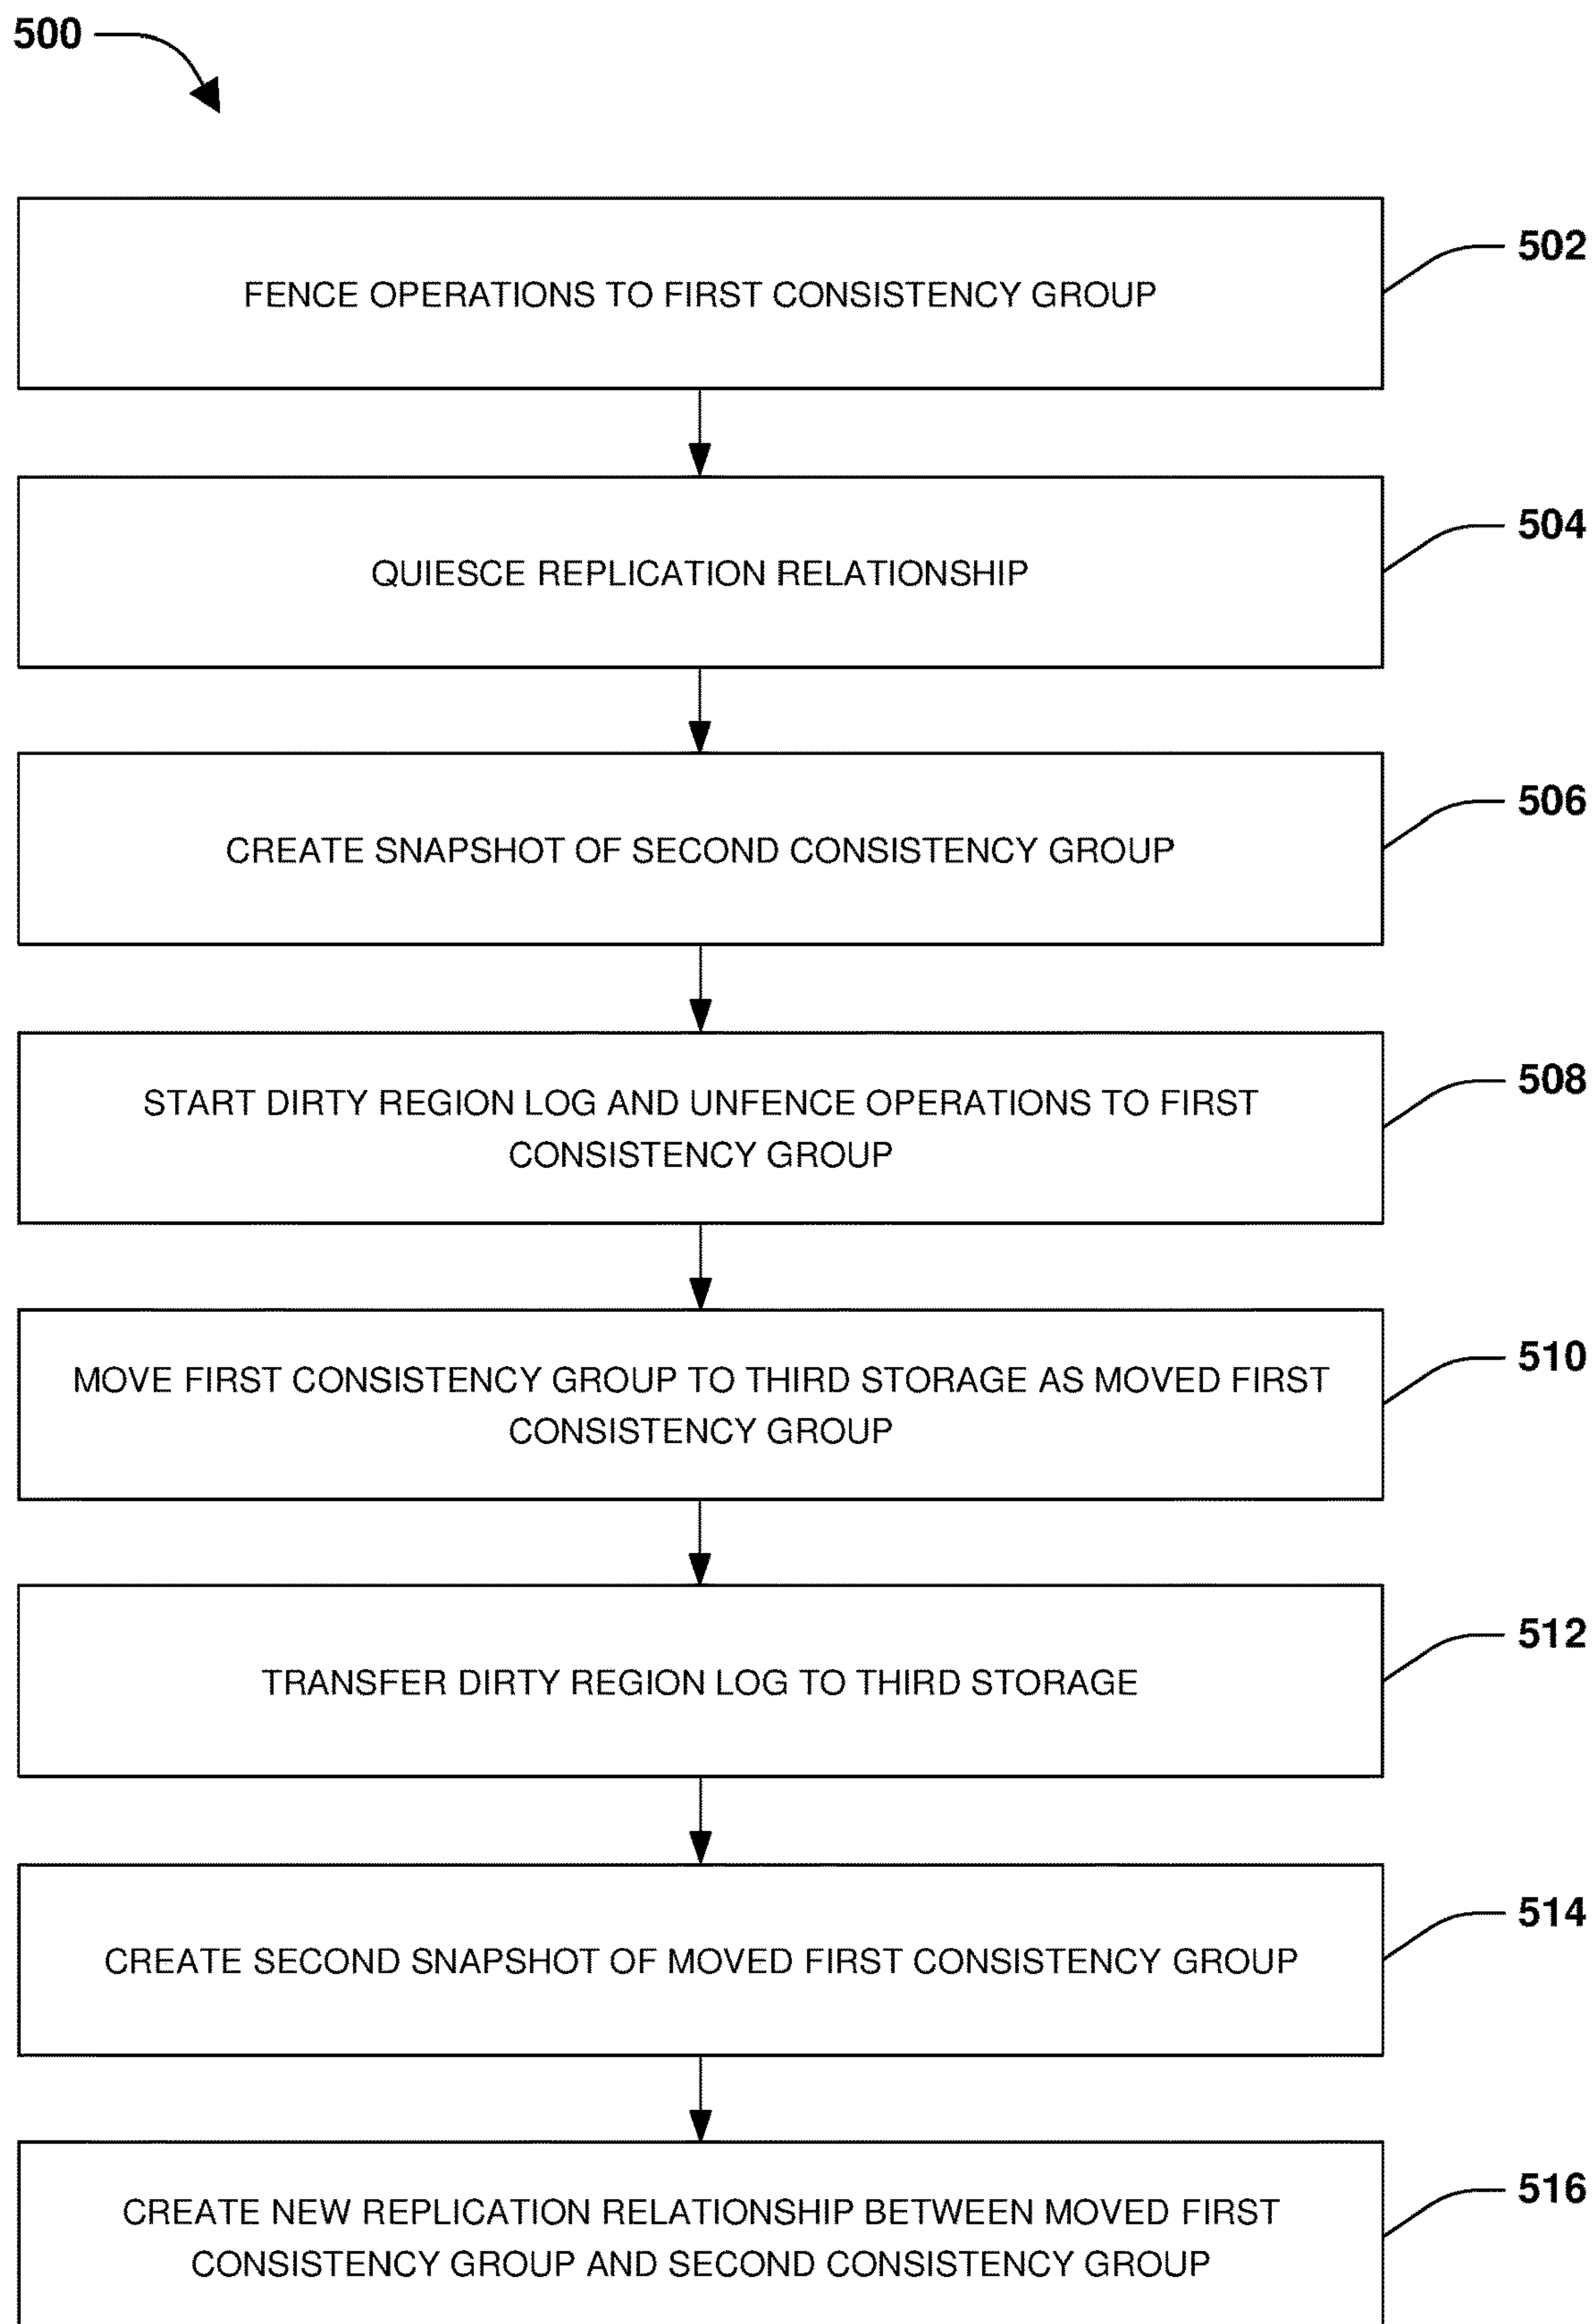 500
FENCE OPERATIONS TO FIRST CONSISTENCY GROUP
502
QUIESCE REPLICATION RELATIONSHIP
504
CREATE SNAPSHOT OF SECOND CONSISTENCY GROUP
506
START DIRTY REGION LOG AND UNFENCE OPERATIONS TO FIRST
CONSISTENCY GROUP
508
MOVE FIRST CONSISTENCY GROUP TO THIRD STORAGE AS MOVED FIRST
CONSISTENCY GROUP
510
TRANSFER DIRTY REGION LOG TO THIRD STORAGE
512
CREATE SECOND SNAPSHOT OF MOVED FIRST CONSISTENCY GROUP
514
CREATE NEW REPLICATION RELATIONSHIP BETWEEN MOVED FIRST
CONSISTENCY GROUP AND SECOND CONSISTENCY GROUP
516